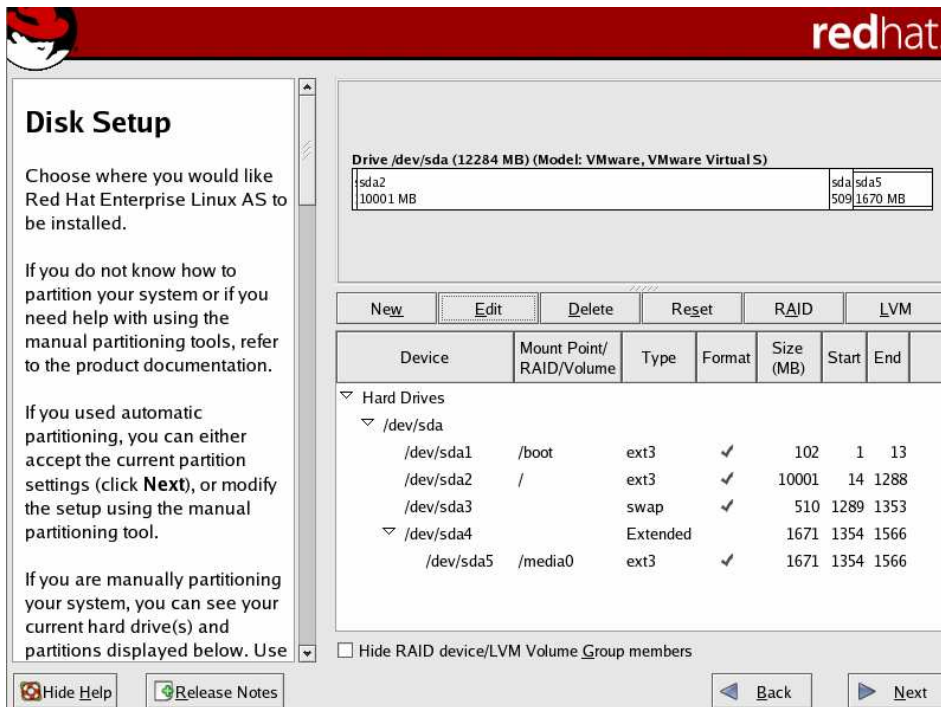 redhat.
Disk Setup
Choose where you would like
Red Hat Enterprise Linux AS to
be installed.
If you do not know how to
partition your system or if you
need help with using the
manual partitioning tools, refer
to the product documentation.
If you used automatic
partitioning, you can either
accept the current partition
settings (click Next), or modify
the setup using the manual
partitioning tool.
If you are manually partitioning
your system, you can see your
current hard drive(s) and
partitions displayed below. Use
Drive /dev/sda (12284 MB) (Model: VMware, VMware Virtual S)
sda2 sda sda5
10001 MB 509 1670 MB
New Edit Delete Reset RAID LVM
Device Mount Point/ RAID/Volume Type Format Size (MB) Start End
Hard Drives
/dev/sda
/dev/sda1 /boot ext3 102 1 13
/dev/sda2 / ext3 10001 14 1288
/dev/sda3 swap 510 1289 1353
/dev/sda4 Extended 1671 1354 1566
/dev/sda5 /media0 ext3 1671 1354 1566
Hide RAID device/LVM Volume Group members
Hide Help Release Notes Back Next